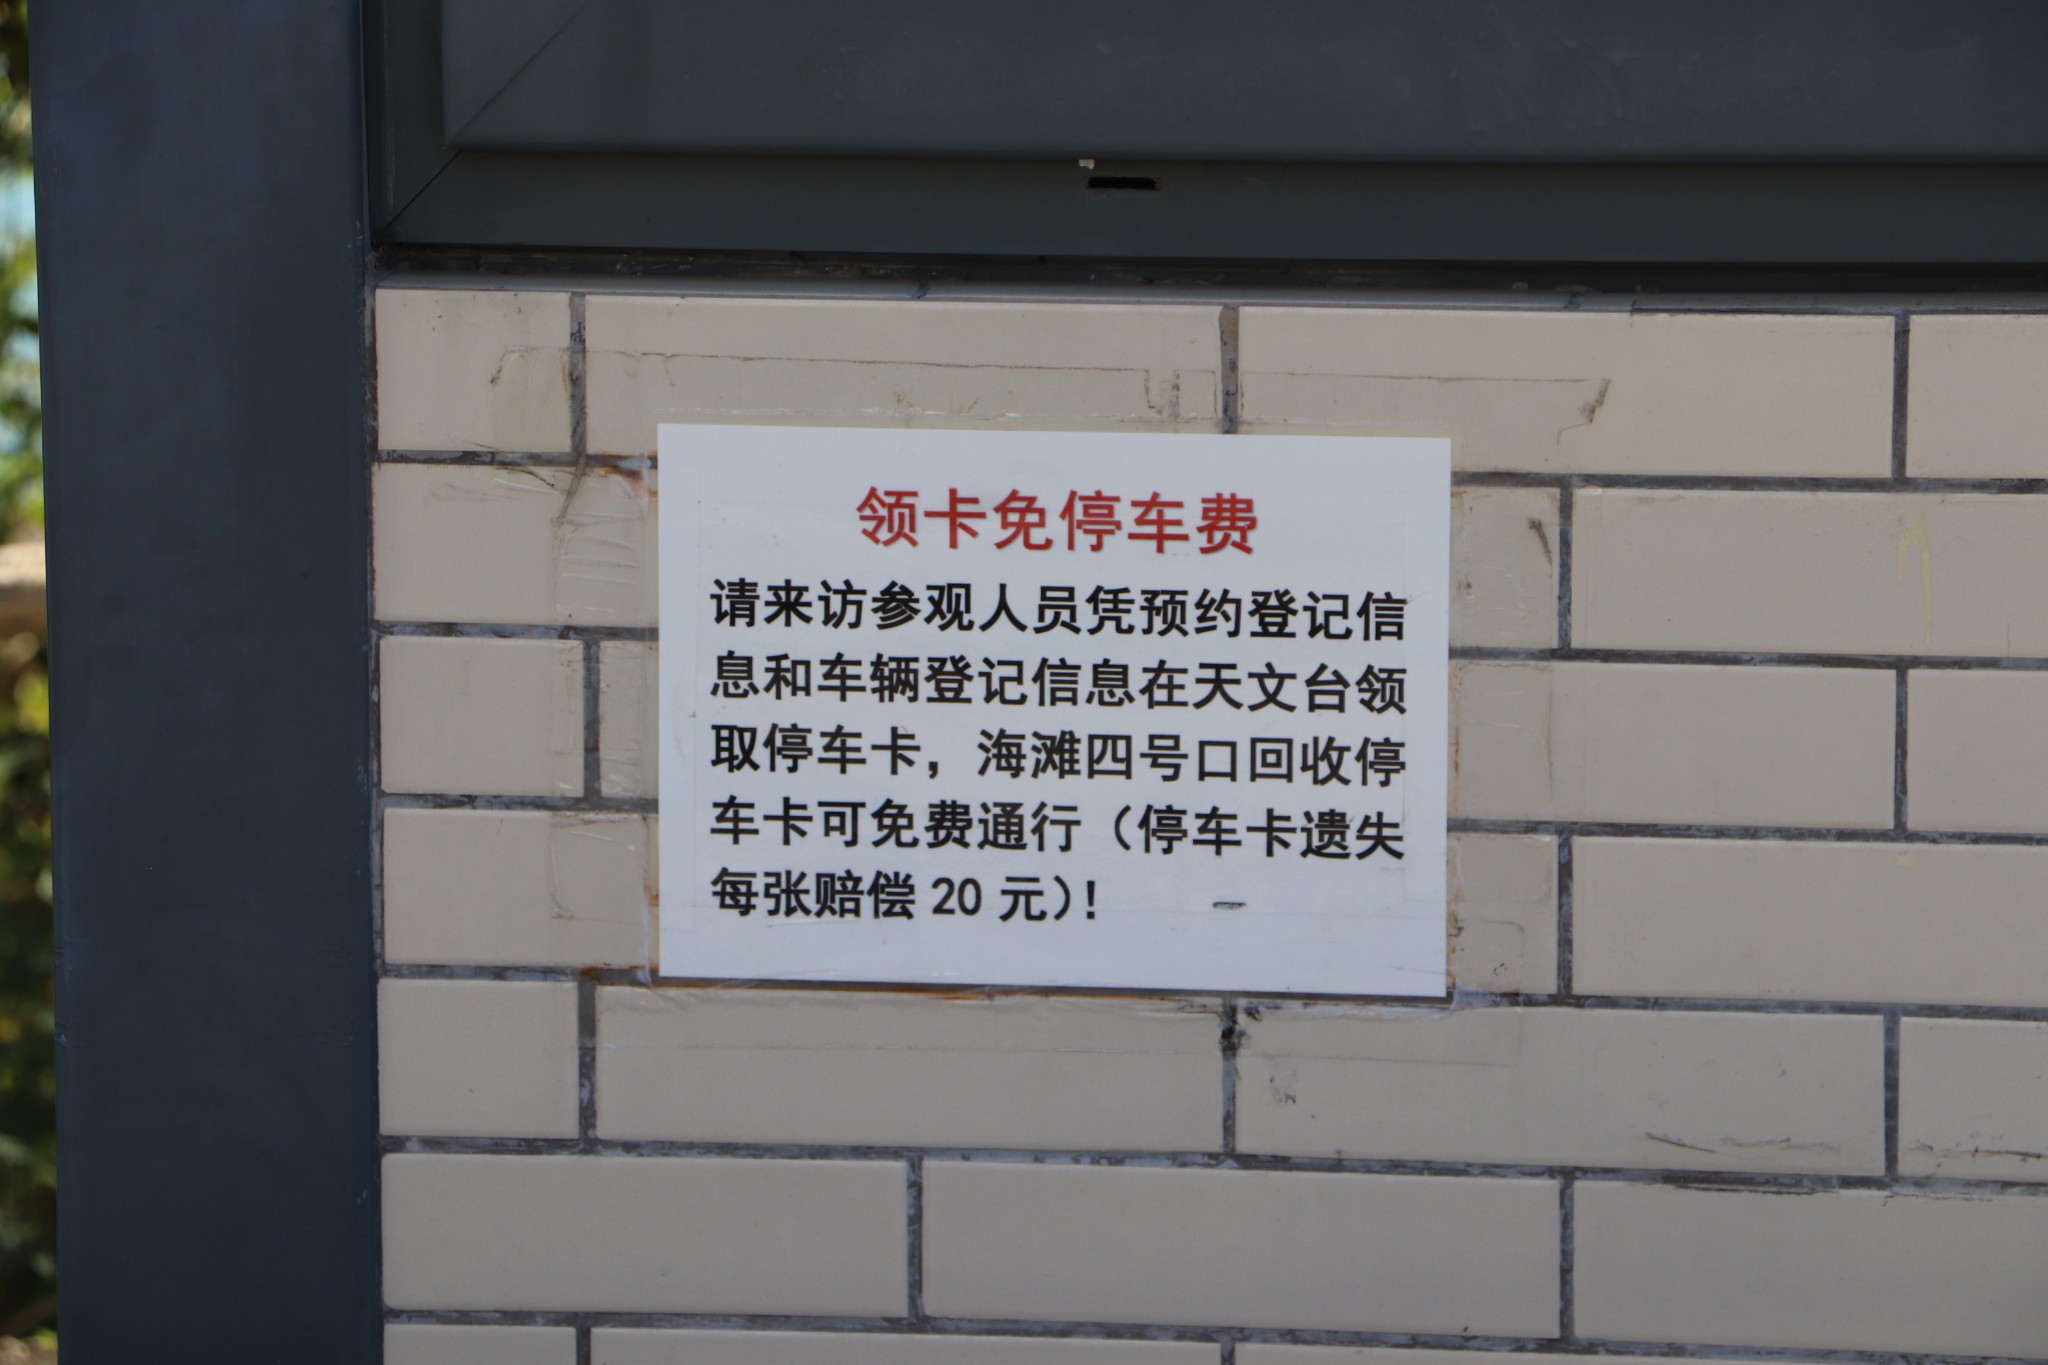 领卡免停车费
请来访参观人员凭预约登记信
息和车辆登记信息在天文台领
取停车卡，海滩四号口回收停
车卡可免费通行（停车卡遗失
每张赔偿 20 元）！